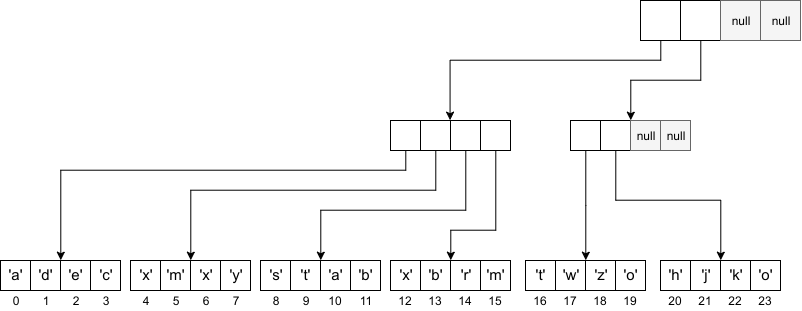 null null
null null
'a' 'd' 'e' 'c' 'x' 'm' 'x' 'y' 's' 't' 'a' 'b' 'x' 'b' 'r' 'm' 't' 'w' 'z' 'o' 'h' 'j' 'k' 'o'
0 1 2 3 4 5 6 7 8 9 10 11 12 13 14 15 16 17 18 19 20 21 22 23